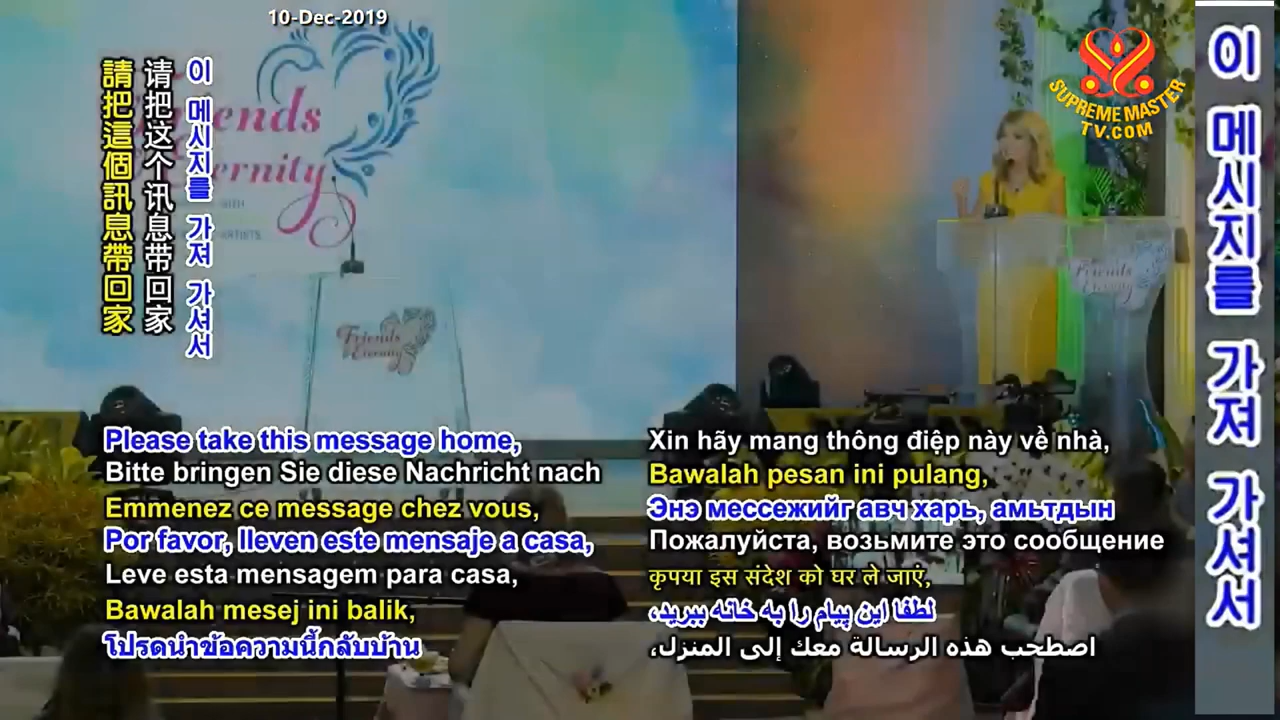 10-Dec-2019
SUPREME MASTER
TV.COM
Friends
Eternity
請把這個訊息帶回家
请把这个讯息带回家
이 메시지를 가져 가셔서
Friends
Eternity
Friends
Eternity
Please take this message home,
Bitte bringen Sie diese Nachricht nach
Emmenez ce message chez vous,
Por favor, lleven este mensaje a casa,
Leve esta mensagem para casa,
Bawalah mesej ini balik,
โปรดนำข้อความนี้กลับบ้าน
Xin hãy mang thông điệp này về nhà,
Bawalah pesan ini pulang,
Энэ мессежийг авч харь, амьтдын
Пожалуйста, возьмите это сообщение
कृपया इस संदेश को घर ले जाएं,
لطفا این پیام را به خانه ببرید،
اصطحب هذه الرسالة معك إلى المنزل،
이 메시지를 가져 가셔서